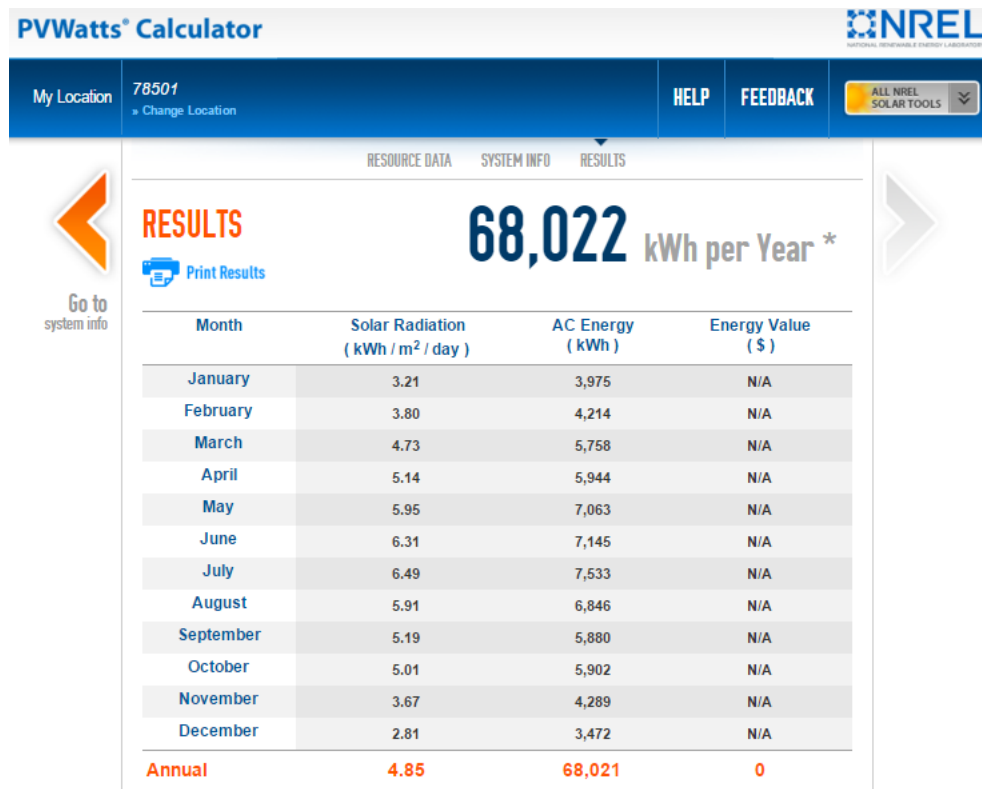 PVWatts® Calculator
NREL
NATIONAL RENEWABLE ENERGY LABORATORY
My Location
78501
» Change Location
HELP
FEEDBACK
ALL NREL
SOLAR TOOLS
RESOURCE DATA SYSTEM INFO RESULTS
RESULTS
68,022 kWh per Year *
Print Results
Go to
system info
Month Solar Radiation AC Energy Energy Value
( kWh / m² / day ) ( kWh ) ( $ )
January 3.21 3,975 N/A
February 3.80 4,214 N/A
March 4.73 5,758 N/A
April 5.14 5,944 N/A
May 5.95 7,063 N/A
June 6.31 7,145 N/A
July 6.49 7,533 N/A
August 5.91 6,846 N/A
September 5.19 5,880 N/A
October 5.01 5,902 N/A
November 3.67 4,289 N/A
December 2.81 3,472 N/A
Annual 4.85 68,021 0